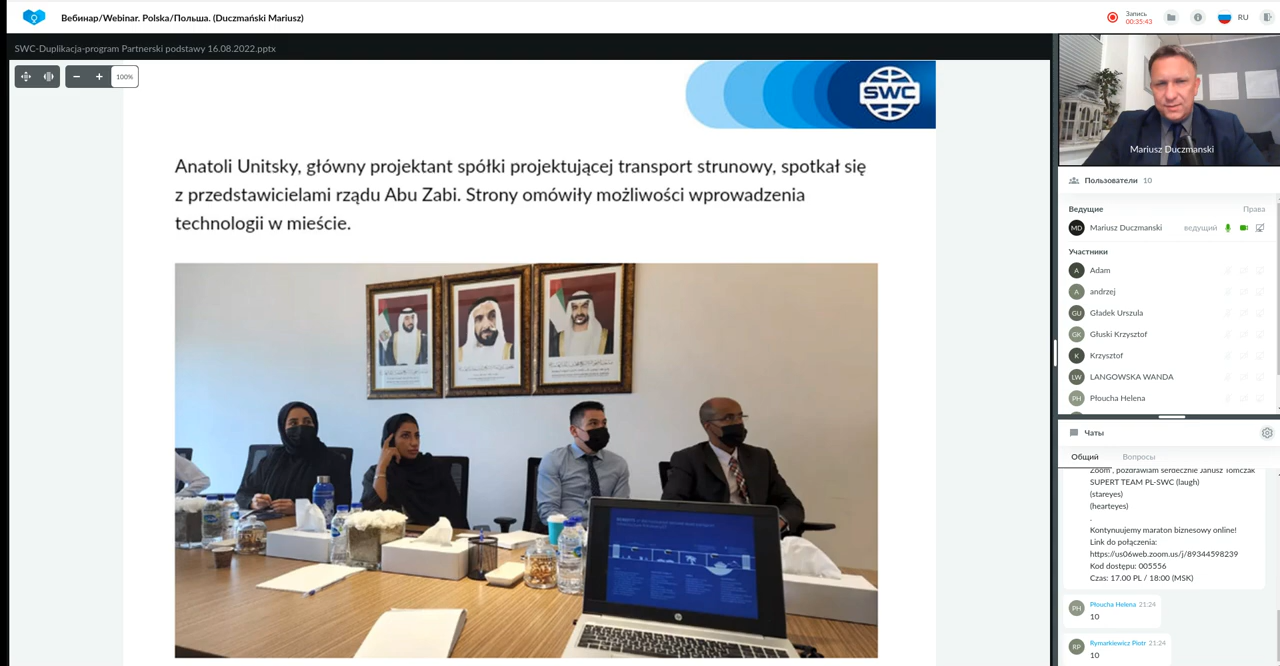 Вебинар/Webinar. Polska/Польша. (Duczmański Mariusz)
Запись
00:35:43
RU
SWC-Duplikacja-program Partnerski podstawy 16.08.2022.pptx
100%
SWC
Anatoli Unitsky, główny projektant spółki projektującej transport strunowy, spotkał się
z przedstawicielami rządu Abu Zabi. Strony omówiły możliwości wprowadzenia
technologii w mieście.
hp
Mariusz Duczmanski
Пользователи 10
Ведущие Права
MD Mariusz Duczmanski ведущий
Участники
A Adam
A andrzej
GU Gładek Urszula
GK Głuski Krzysztof
K Krzysztof
LW LANGOWSKA WANDA
PH Płoucha Helena
Чаты
Общий Вопросы
Zoom", pozdrawiam serdecznie Janusz Tomczak
SUPERT TEAM PL-SWC (laugh)
(stareyes)
(hearteyes)
.
Kontynuujemy maraton biznesowy online!
Link do połączenia:
https://us06web.zoom.us/j/89344598239
Kod dostępu: 005556
Czas: 17.00 PL / 18:00 (MSK)
PH Płoucha Helena 21:24
10
RP Rymarkiewicz Piotr 21:24
10